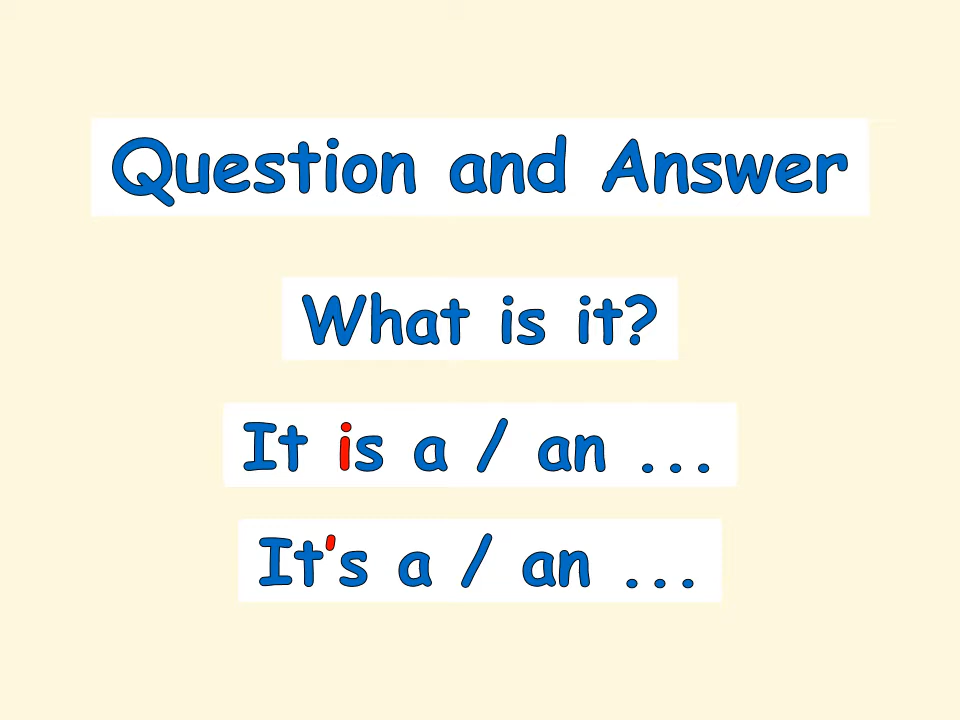 Question and Answer
What is it?
It is a / an ...
It's a / an ...